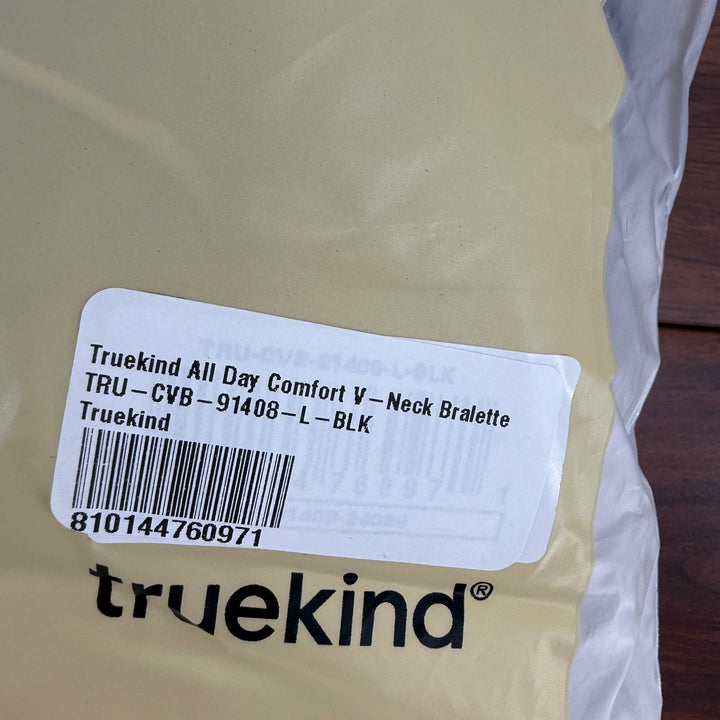 Truekind All Day Comfort V-Neck Bralette
TRU-CVB-91408-L-BLK
Truekind
810144760971
truekind®